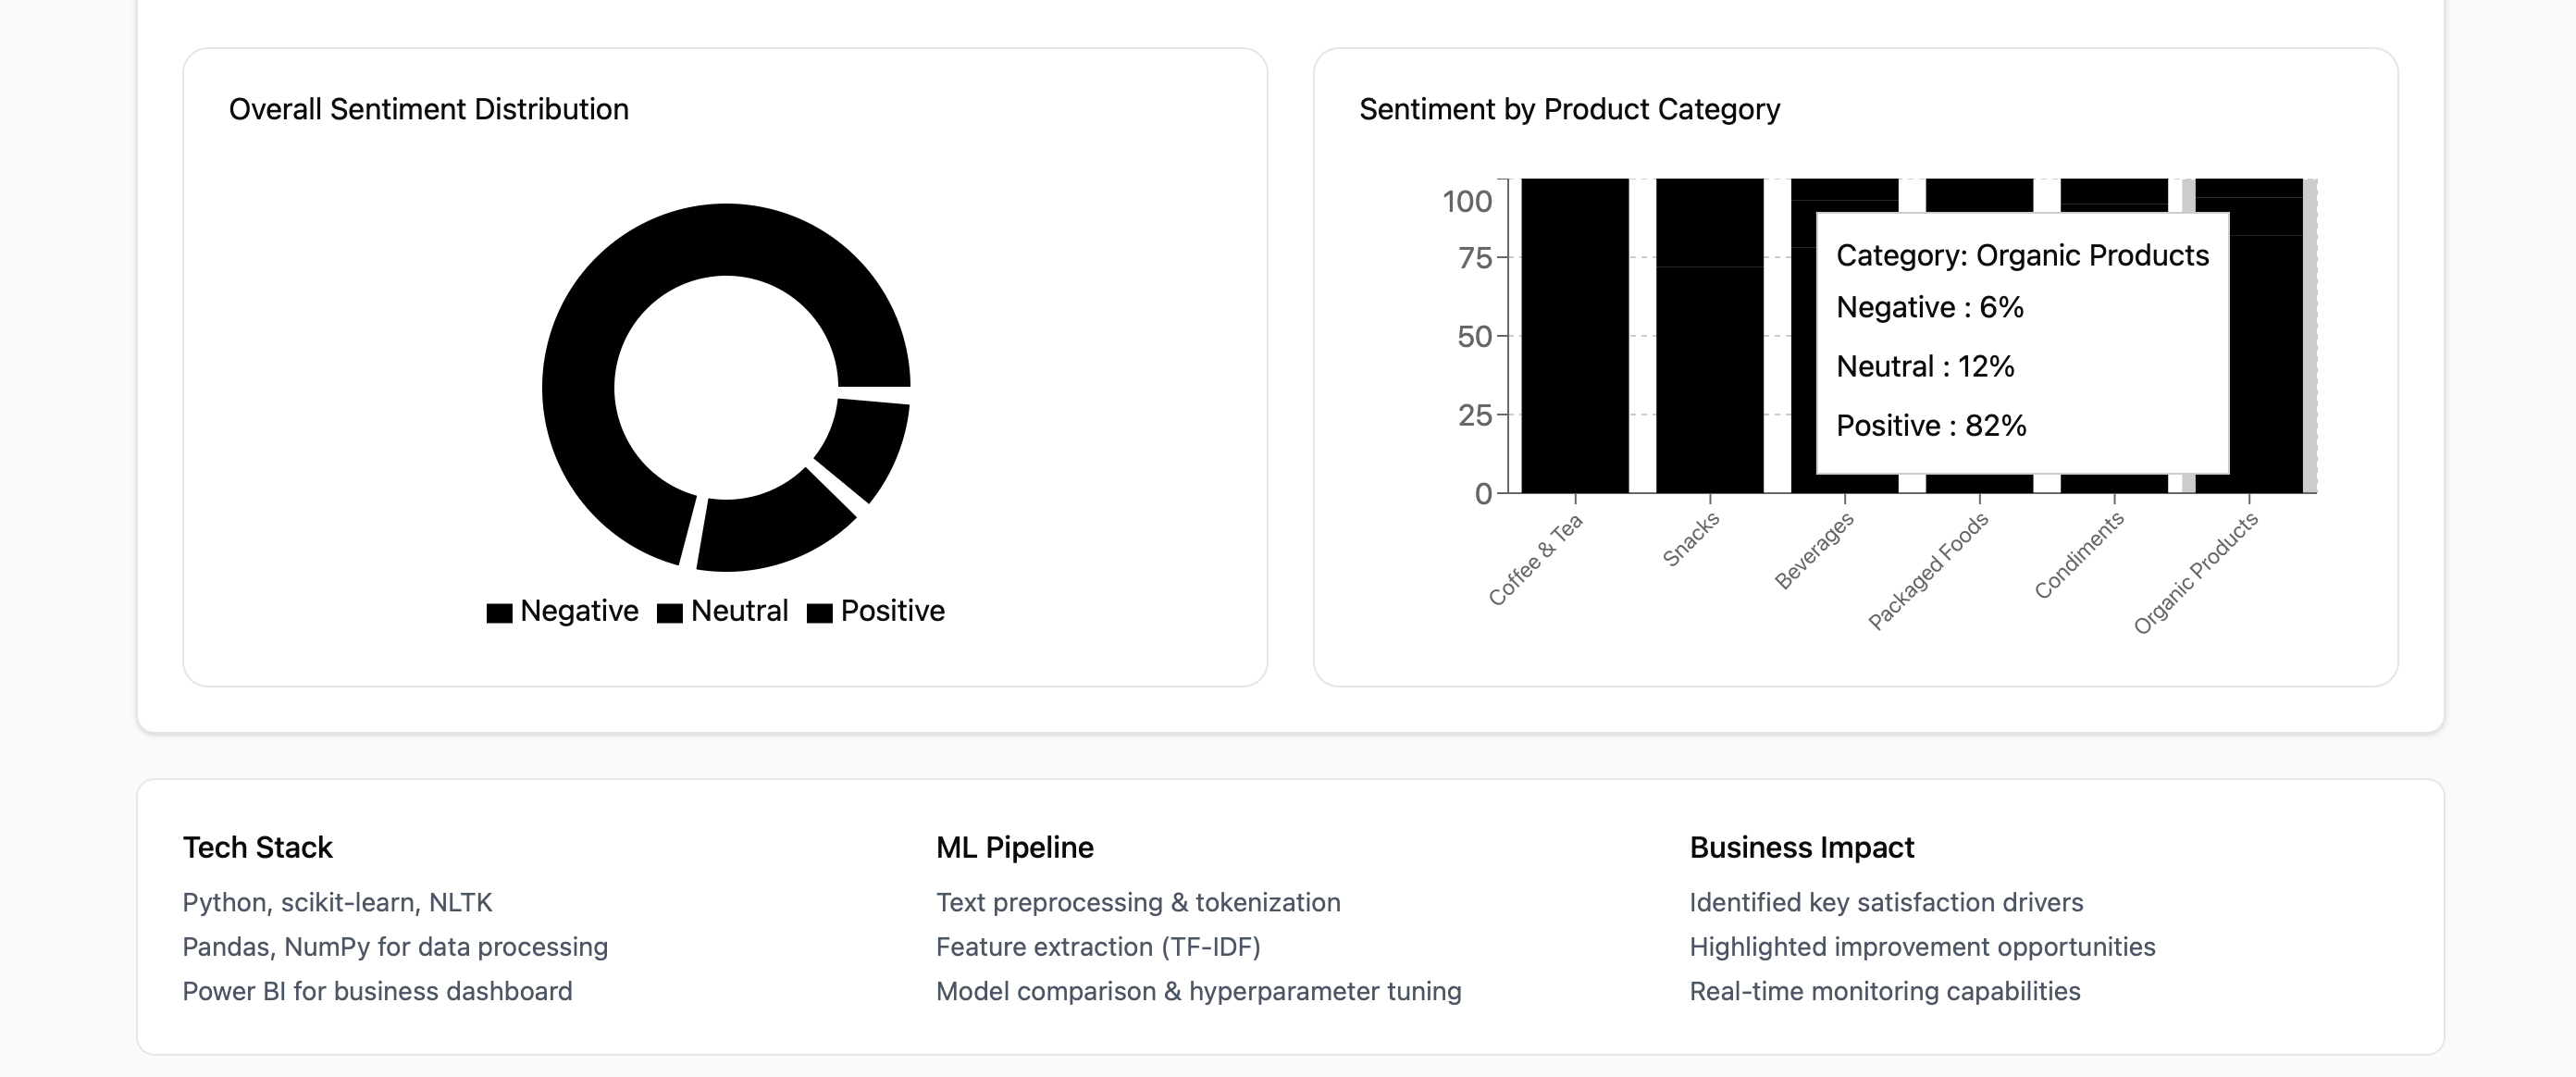 Overall Sentiment Distribution
Negative Neutral Positive
Sentiment by Product Category
100
75
50
25
0
Category: Organic Products
Negative : 6%
Neutral : 12%
Positive : 82%
Coffee & Tea
Snacks
Beverages
Packaged Foods
Condiments
Organic Products
Tech Stack
Python, scikit-learn, NLTK
Pandas, NumPy for data processing
Power BI for business dashboard
ML Pipeline
Text preprocessing & tokenization
Feature extraction (TF-IDF)
Model comparison & hyperparameter tuning
Business Impact
Identified key satisfaction drivers
Highlighted improvement opportunities
Real-time monitoring capabilities